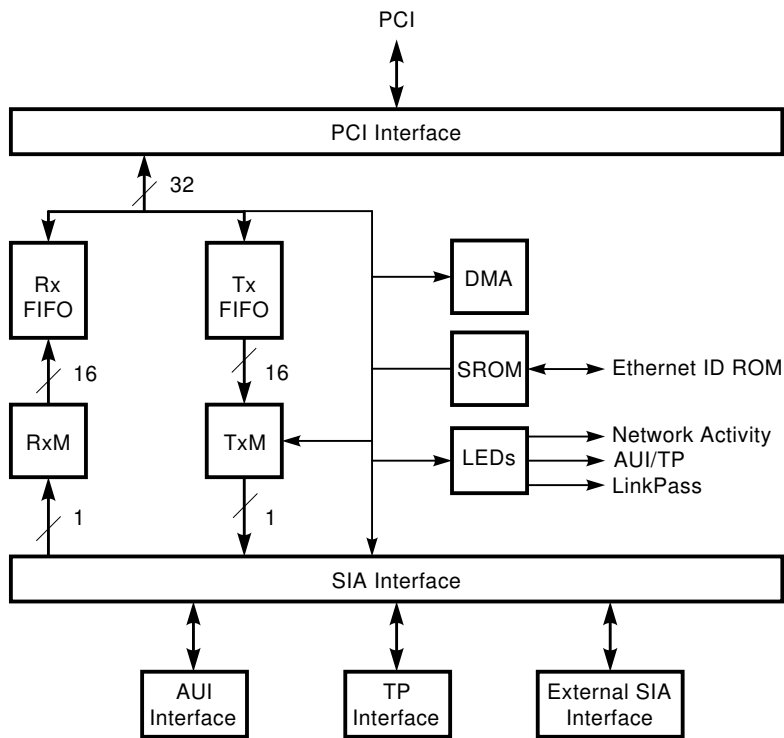 PCI
PCI Interface
32
Rx
FIFO
Tx
FIFO
DMA
16
16
SROM
Ethernet ID ROM
RxM
TxM
LEDs
Network Activity
AUI/TP
LinkPass
1
1
SIA Interface
AUI
Interface
TP
Interface
External SIA
Interface